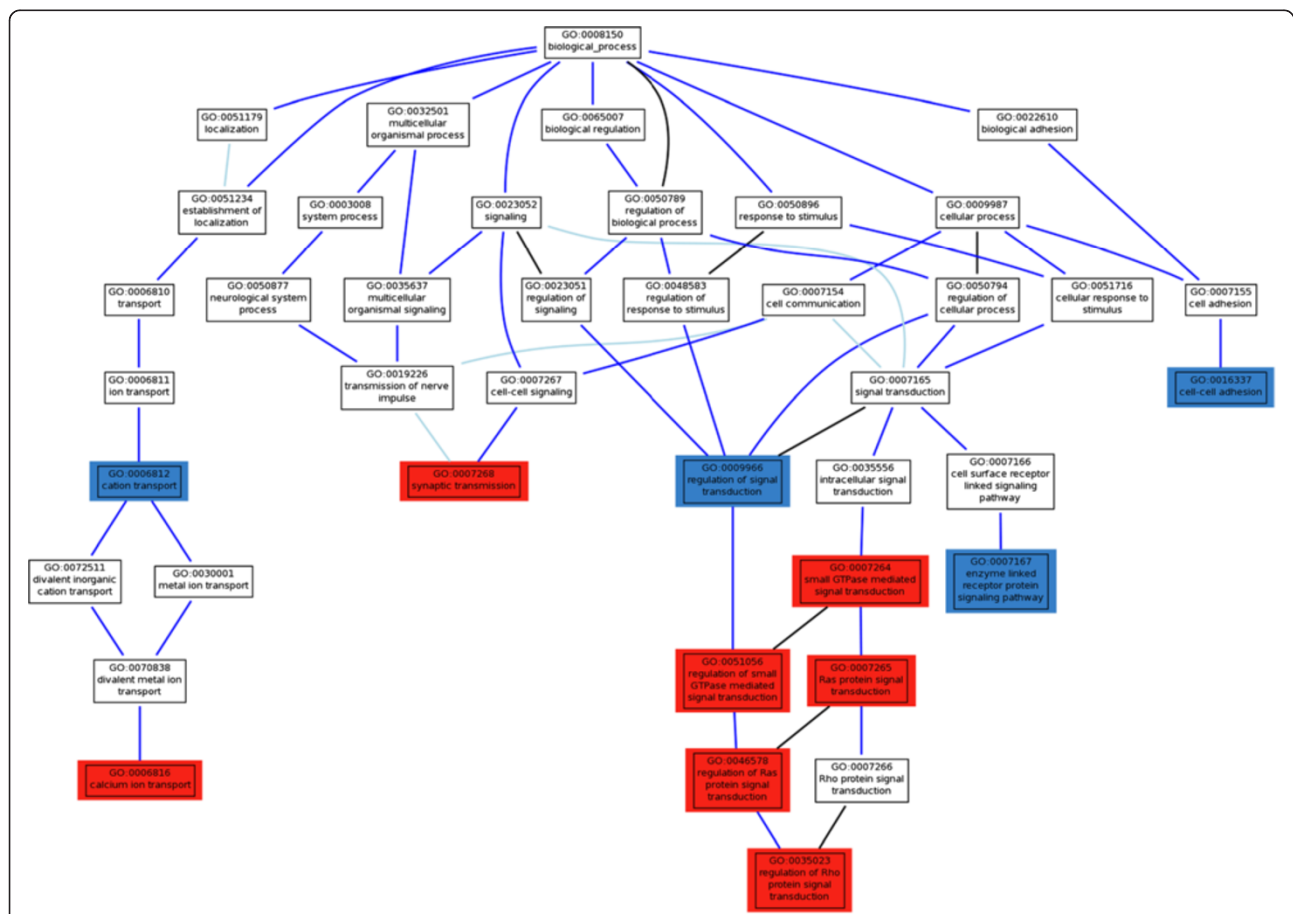 GO:0008150
biological_process
GO:0051179
localization
GO:0032501
multicellular
organismal process
GO:0065007
biological regulation
GO:0022610
biological adhesion
GO:0051234
establishment of
localization
GO:0003008
system process
GO:0023052
signaling
GO:0050789
regulation of
biological process
GO:0050896
response to stimulus
GO:0009987
cellular process
GO:0006810
transport
GO:0050877
neurological system
process
GO:0035637
multicellular
organismal signaling
GO:0023051
regulation of
signaling
GO:0048583
regulation of
response to stimulus
GO:0007154
cell communication
GO:0050794
regulation of
cellular process
GO:0051716
cellular response to
stimulus
GO:0007155
cell adhesion
GO:0006811
ion transport
GO:0019226
transmission of nerve
impulse
GO:0007267
cell-cell signaling
GO:0007165
signal transduction
GO:0016337
cell-cell adhesion
GO:0006812
cation transport
GO:0007268
synaptic transmission
GO:0009966
regulation of signal
transduction
GO:0035556
intracellular signal
transduction
GO:0007166
cell surface receptor
linked signaling
pathway
GO:0072511
divalent inorganic
cation transport
GO:0030001
metal ion transport
GO:0007264
small GTPase mediated
signal transduction
GO:0007167
enzyme linked
receptor protein
signaling pathway
GO:0070838
divalent metal ion
transport
GO:0051056
regulation of small
GTPase mediated
signal transduction
GO:0007265
Ras protein signal
transduction
GO:0006816
calcium ion transport
GO:0046578
regulation of Ras
protein signal
transduction
GO:0007266
Rho protein signal
transduction
GO:0035023
regulation of Rho
protein signal
transduction